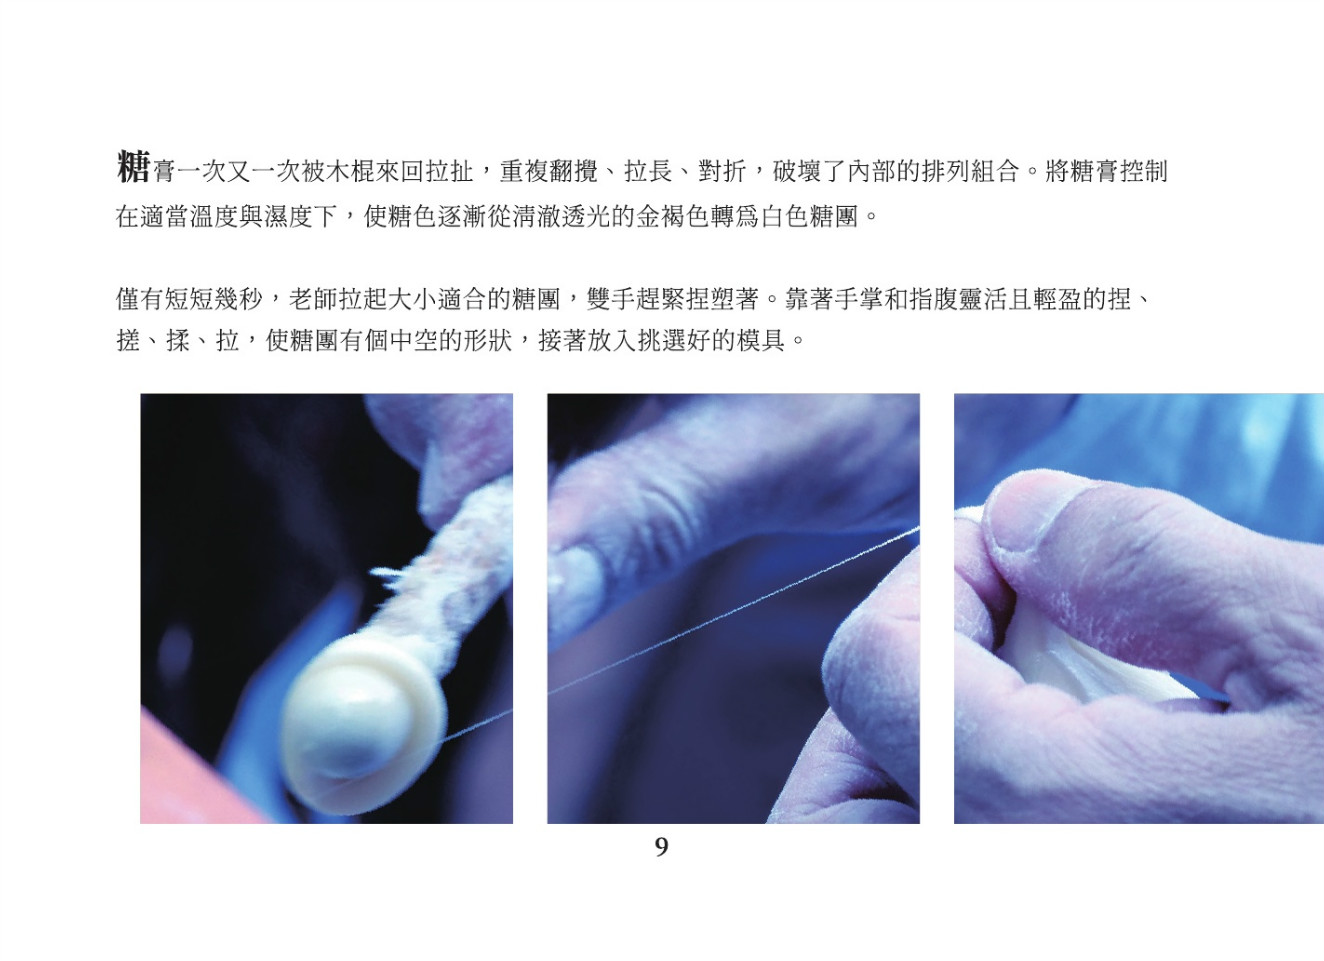 糖膏一次又一次被木棍來回拉扯，重複翻攪、拉長、對折，破壞了內部的排列組合。將糖膏控制
在適當溫度與濕度下，使糖色逐漸從清澈透光的金褐色轉為白色糖團。
僅有短短幾秒，老師拉起大小適合的糖團，雙手趕緊捏塑著。靠著手掌和指腹靈活且輕盈的捏、
搓、揉、拉，使糖團有個中空的形狀，接著放入挑選好的模具。
9